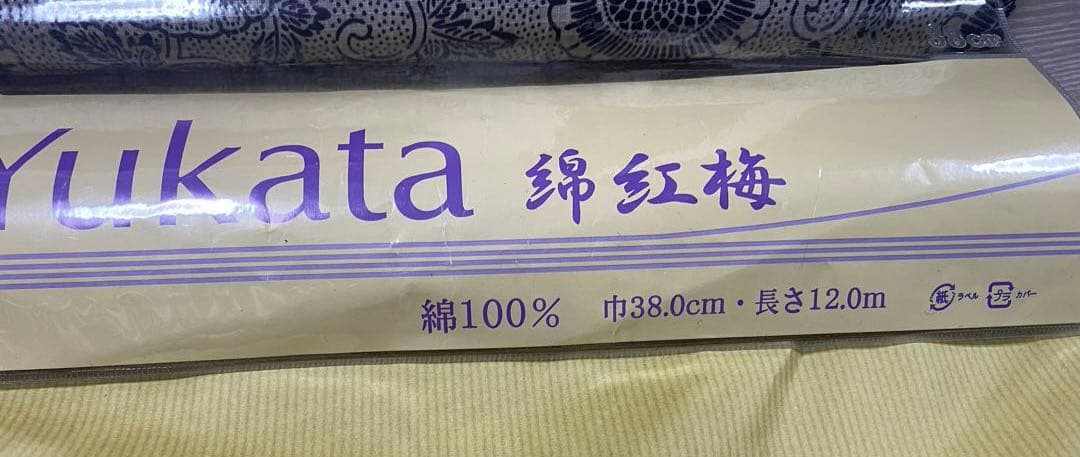 Yukata 綿紅梅
綿100% 巾38.0cm・長さ12.0m 紙 ラベル プラ カバー